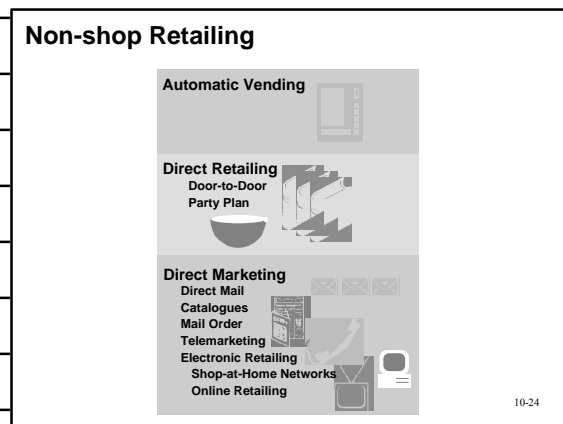 Non-shop Retailing
Automatic Vending
Direct Retailing
Door-to-Door
Party Plan
Direct Marketing
Direct Mail
Catalogues
Mail Order
Telemarketing
Electronic Retailing
Shop-at-Home Networks
Online Retailing
10-24